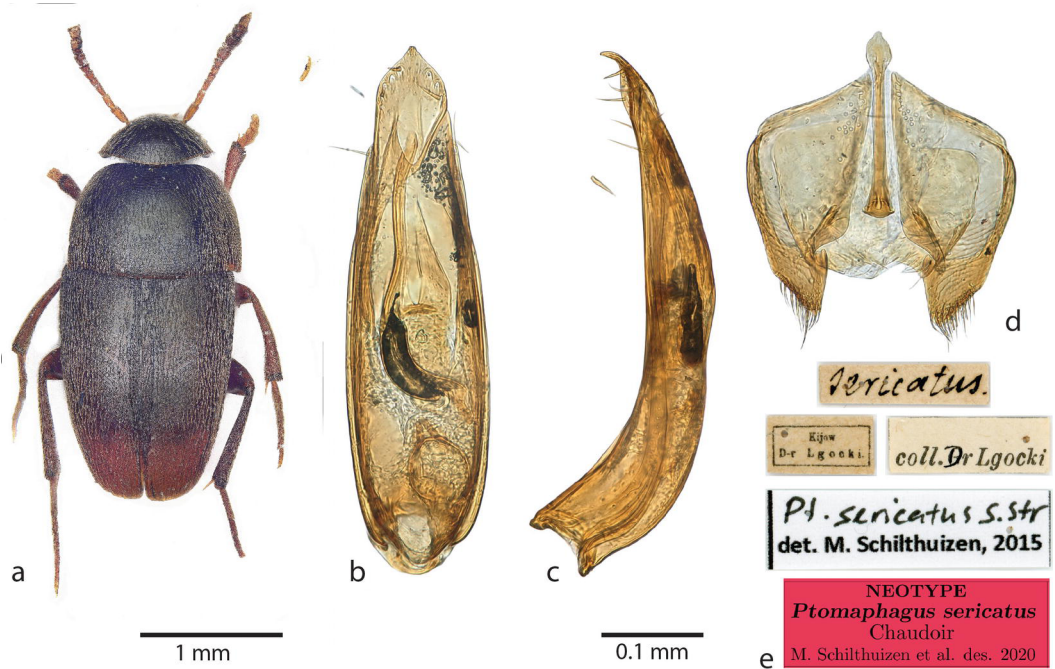 a
1 mm
b
c
0.1 mm
d
sericatus.
Kijow
D-r Lgocki.
coll. Dr Lgocki
Pt. sericatus s.str
det. M. Schilthuizen, 2015
e
NEOTYPE
Ptomaphagus sericatus
Chaudoir
M. Schilthuizen et al. des. 2020